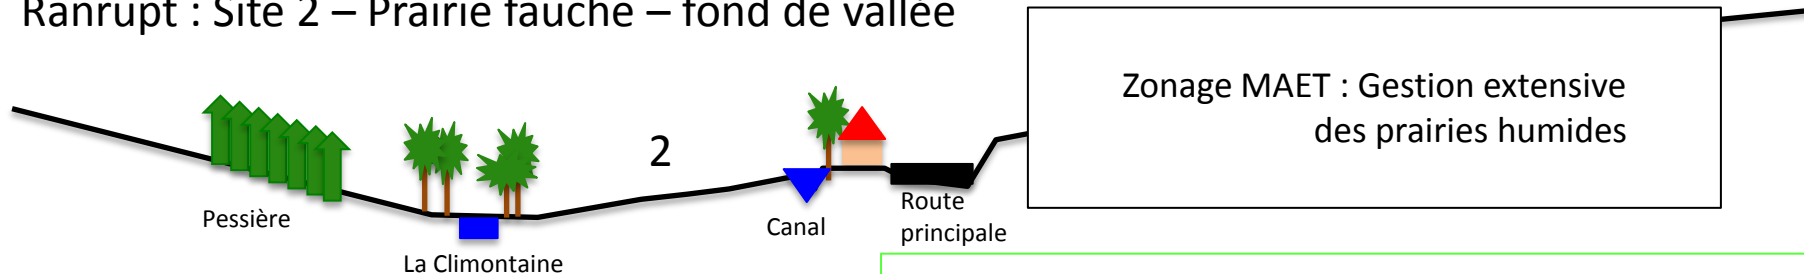 Ranrupt : Site 2 – Prairie fauche – fond de vallée
Zonage MAET : Gestion extensive
des prairies humides
2
Pessière
La Climontaine
Canal
Route
principale